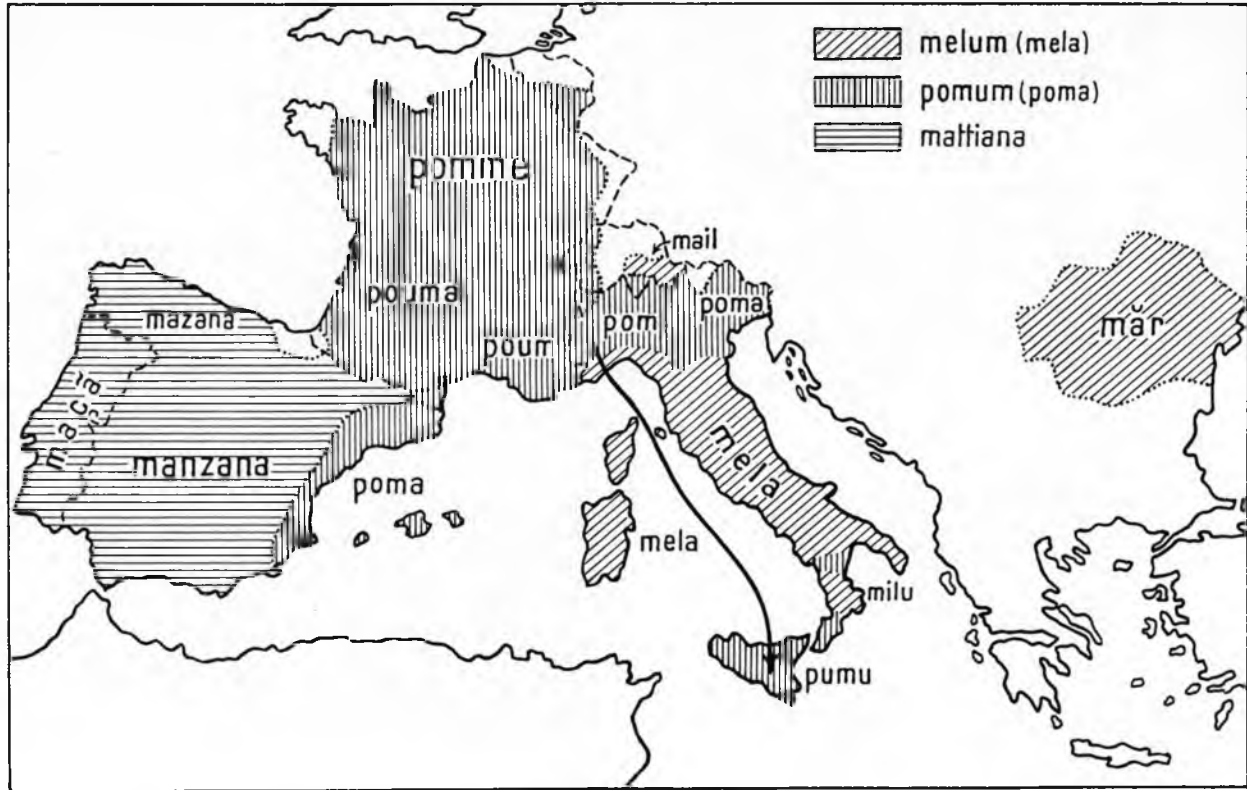 melum (mela)
pomum (poma)
mattiana
pomme
mail
pouma
pom
poma
măr
mazana
poum
maçã
manzana
poma
mela
mela
milu
pumu